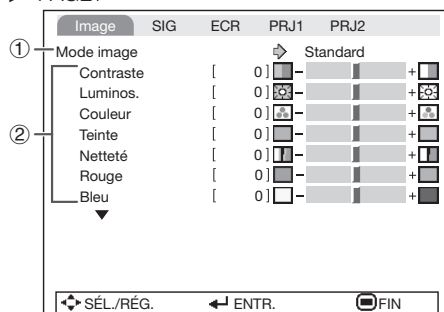 Image SIG ECR PRJ1 PRJ2
① Mode image Standard
② Contraste [ 0 ] - +
Luminos. [ 0 ] - +
Couleur [ 0 ] - +
Teinte [ 0 ] - +
Netteté [ 0 ] - +
Rouge [ 0 ] - +
Bleu [ 0 ] - +
SÉL./RÉG. ENTR. FIN